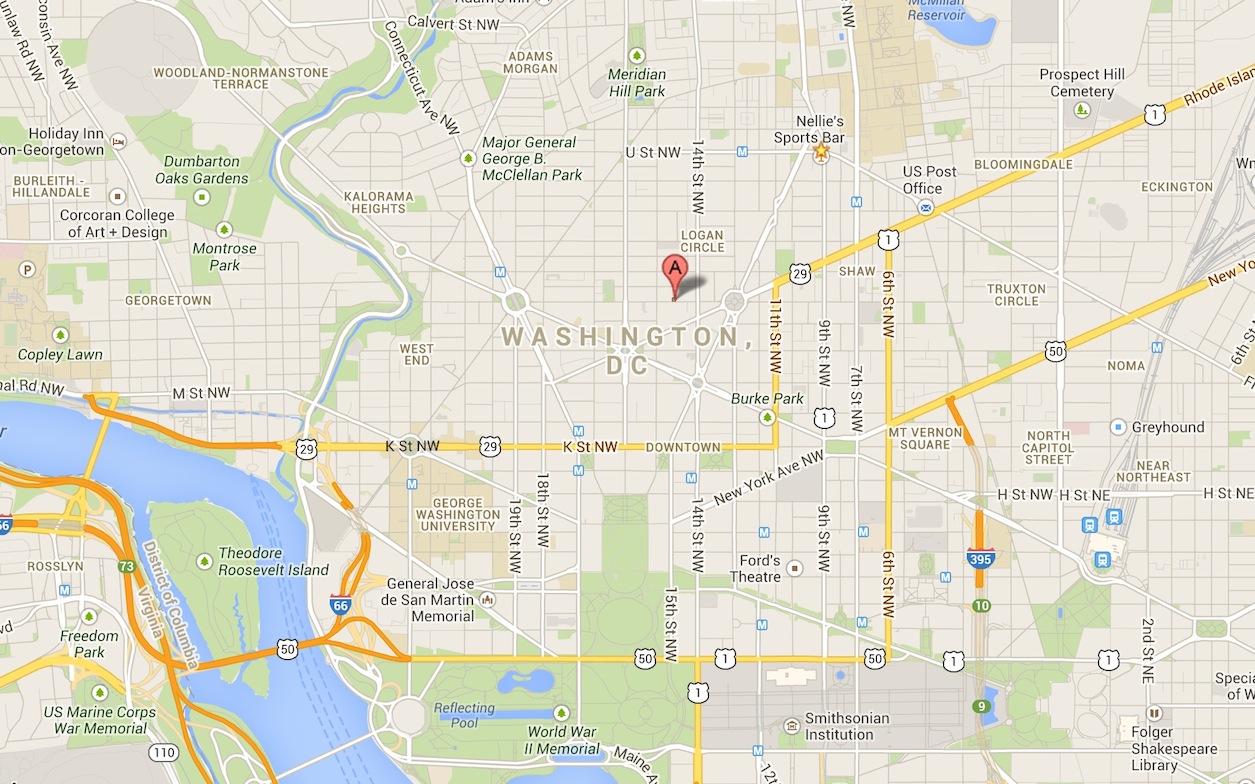 Calvert St NW
McMillan
Reservoir
ADAMS
MORGAN
WOODLAND-NORMANSTONE
TERRACE
Connecticut Ave NW
Meridian
Hill Park
Prospect Hill
Cemetery
Rhode Islan
1
Holiday Inn
on-Georgetown
Nellie's
Sports Bar
Major General
George B.
McClellan Park
U St NW
14th St NW
M
Dumbarton
Oaks Gardens
BLOOMINGDALE
US Post
Office
ECKINGTON
BURLEITH -
HILLANDALE
KALORAMA
HEIGHTS
M
Corcoran College
of Art + Design
LOGAN
CIRCLE
1
Montrose
Park
P
A
M
29
SHAW
New Yo
GEORGETOWN
TRUXTON
CIRCLE
6th St NW
11th St NW
WASHINGTON,
DC
Copley Lawn
WEST
END
9th St NW
50
M
6th St
NOMA
nal Rd NW
M St NW
7th St NW
Burke Park
1
Greyhound
M
MT VERNON
SQUARE
NORTH
CAPITOL
STREET
29
K St NW
29
K St NW
DOWNTOWN
New York Ave NW
NEAR
NORTHEAST
M
M
M
H St NW
H St NE
H St NE
GEORGE
WASHINGTON
UNIVERSITY
19th St NW
18th St NW
14th St NW
9th St NW
66
M
M
District of Columbia
Virginia
Theodore
Roosevelt Island
ROSSLYN
73
Ford's
Theatre
6th St NW
395
M
M
General Jose
de San Martin
Memorial
66
15th St NW
10
Freedom
Park
M
M
2nd St NE
50
50
1
50
1
1
US Marine Corps
War Memorial
1
9
Reflecting
Pool
World War
II Memorial
Smithsonian
Institution
Folger
Shakespeare
Library
110
Maine A
M